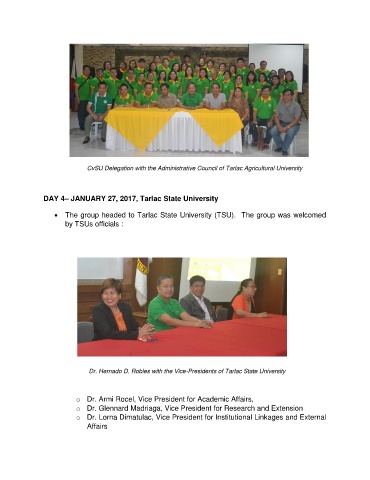 CvSU Delegation with the Administrative Council of Tarlac Agricultural University
DAY 4– JANUARY 27, 2017, Tarlac State University
• The group headed to Tarlac State University (TSU). The group was welcomed
by TSUs officials :
Dr. Hernado D. Robles with the Vice-Presidents of Tarlac State University
o Dr. Armi Rocel, Vice President for Academic Affairs,
o Dr. Glennard Madriaga, Vice President for Research and Extension
o Dr. Lorna Dimatulac, Vice President for Institutional Linkages and External
Affairs